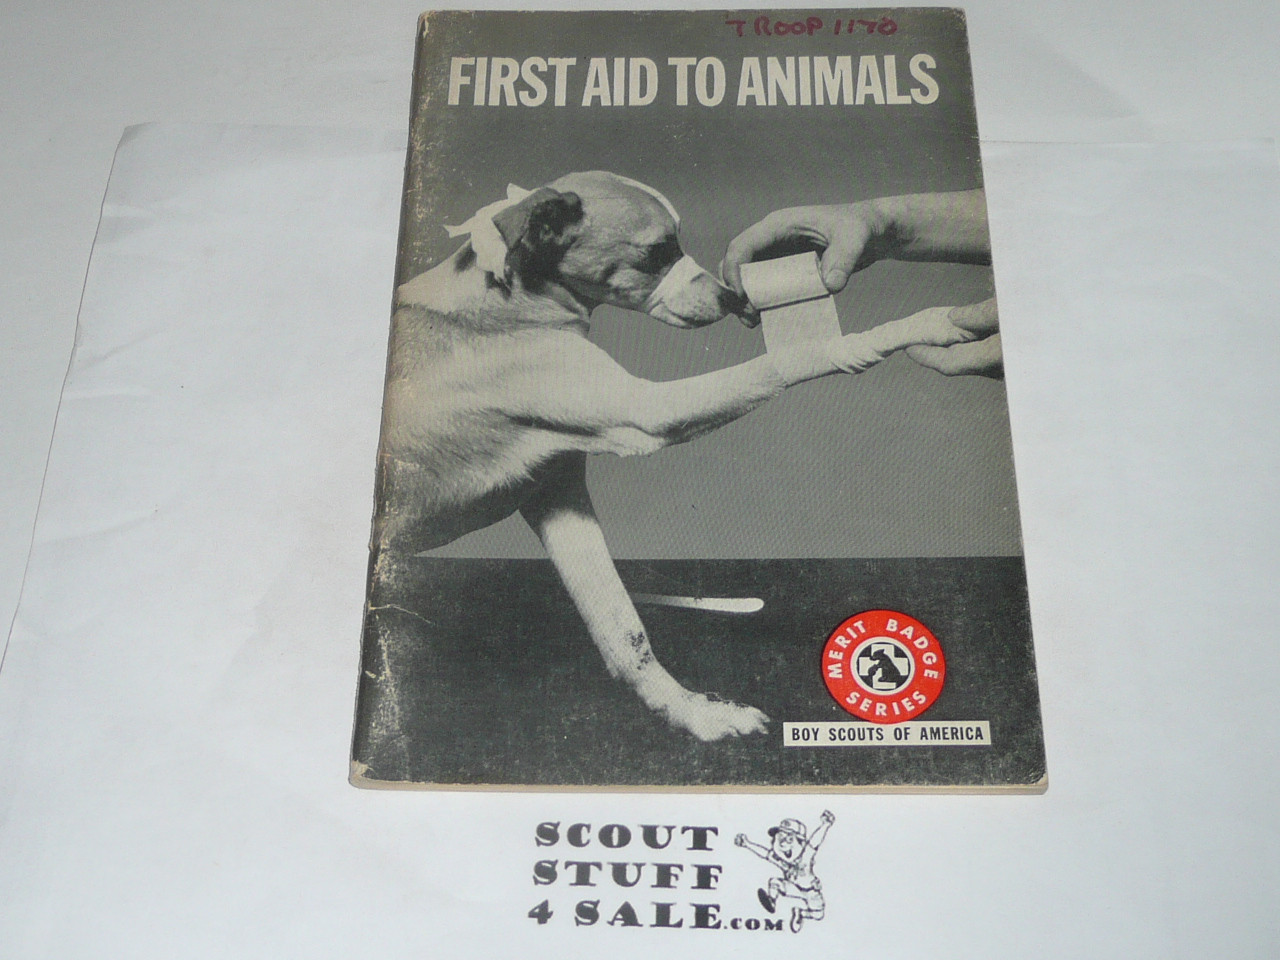 TROOP 1170
FIRST AID TO ANIMALS
MERIT BADGE
SERIES
BOY SCOUTS OF AMERICA
SCOUT
STUFF
4 SALE.COM